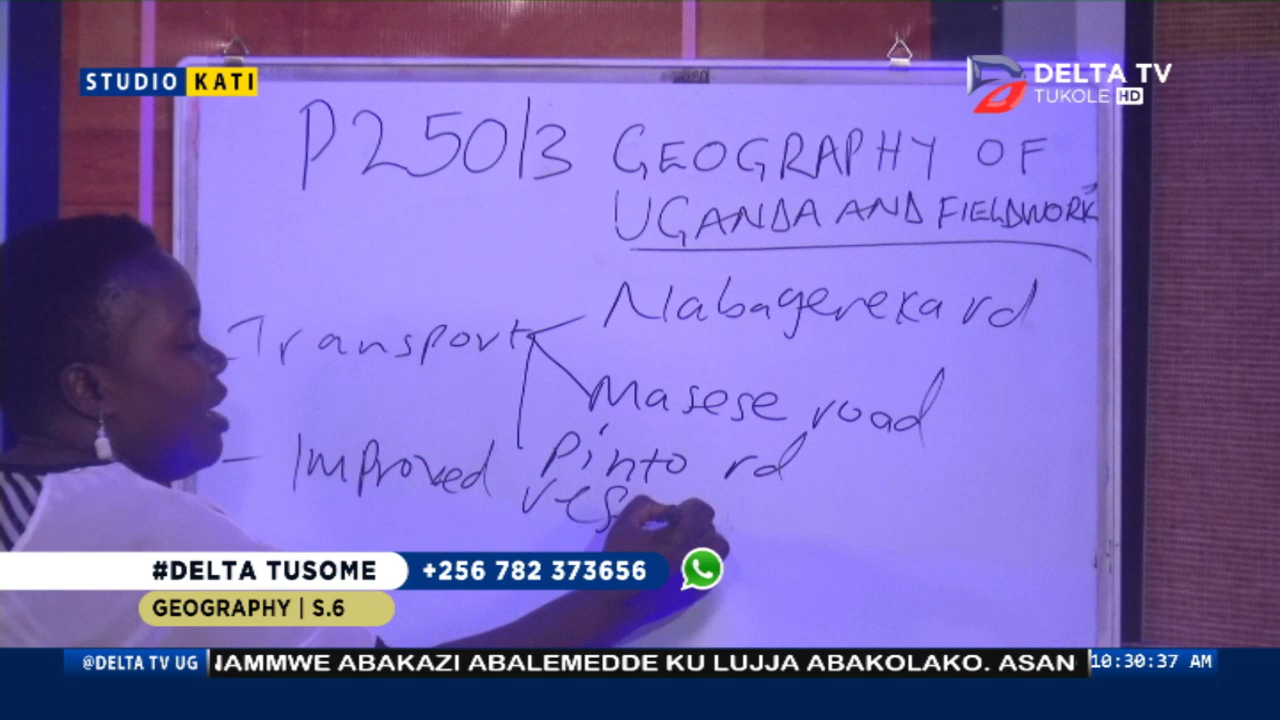 STUDIO KATI
DELTA TV
TUKOLE HD
P250/3 GEOGRAPHY OF
UGANDA AND FIELDWORK
Transport
Nabagereka rd
Masese road
Pinto rd
- Improved
ves
#DELTA TUSOME +256 782 373656
GEOGRAPHY | S.6
@DELTA TV UG
NAMMWE ABAKAZI ABALEMEDDE KU LUJJA ABAKOLAKO. ASAN
10:30:37 AM